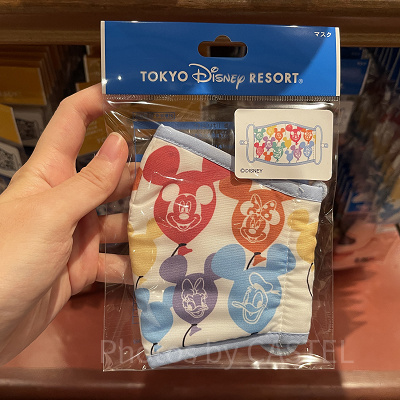 マスク
TOKYO Disney RESORT®
©DISNEY
Photos by CASTEL